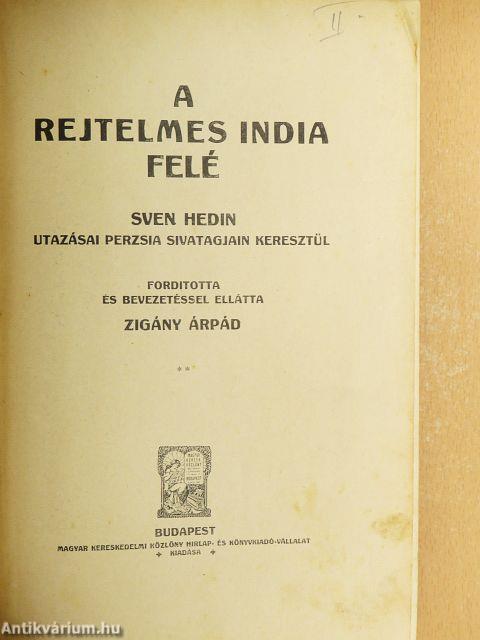 II
A
REJTELMES INDIA
FELÉ
SVEN HEDIN
UTAZÁSAI PERZSIA SIVATAGJAIN KERESZTÜL
FORDITOTTA
ÉS BEVEZETÉSSEL ELLÁTTA
ZIGÁNY ÁRPÁD
**
BUDAPEST
MAGYAR KERESKEDELMI KÖZLÖNY HIRLAP- ÉS KÖNYVKIADÓ-VÁLLALAT
KIADÁSA
Antikvárium.hu